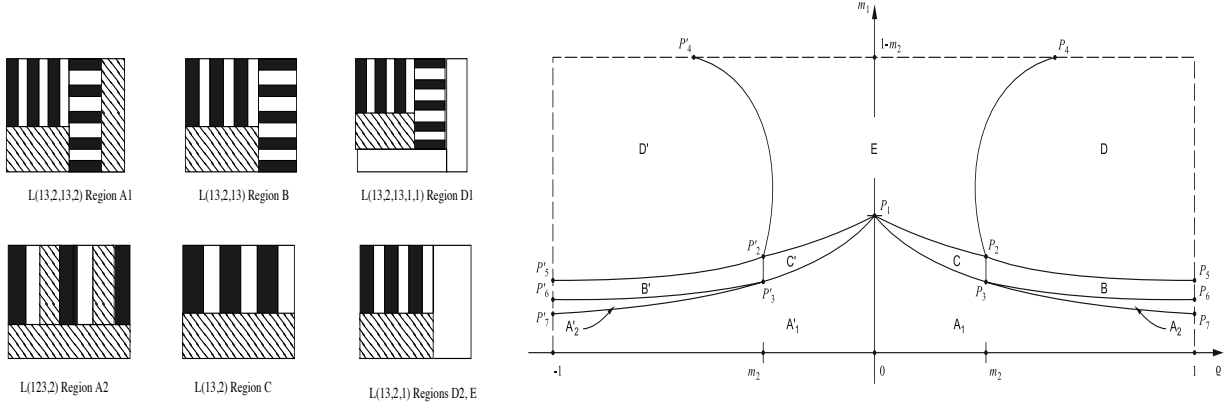 L(13,2,13,2) Region A1
L(13,2,13) Region B
L(13,2,13,1,1) Region D1
L(123,2) Region A2
L(13,2) Region C
L(13,2,1) Regions D2, E
m1
P'4
1-m2
P4
D'
E
D
P1
P'2
P2
C'
C
P'5
P5
B'
B
P'6
P'3
P3
P6
P'7
P7
A'2
A'1
A1
A2
-1
m2
0
m2
1
ϱ